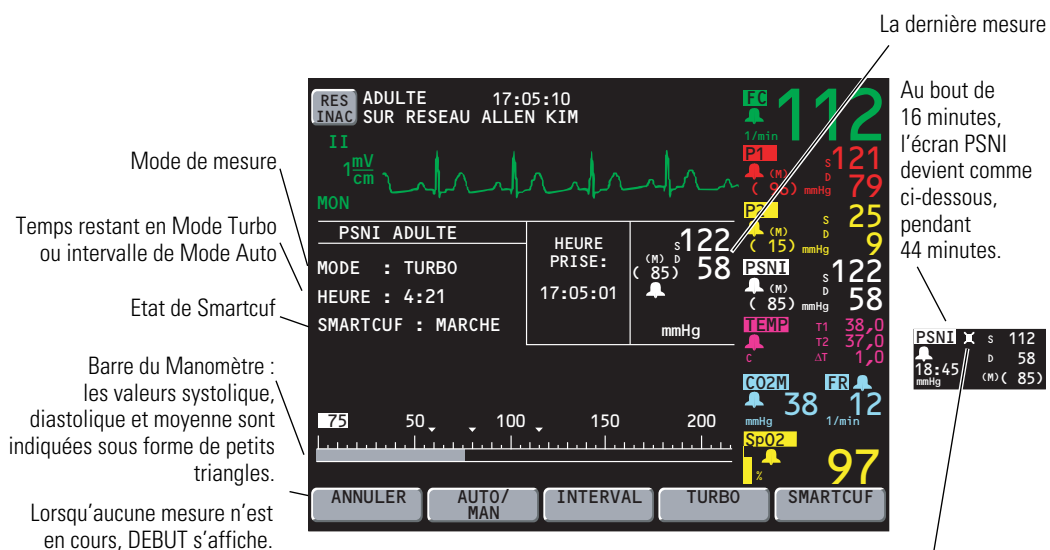 La dernière mesure
Au bout de
16 minutes,
l'écran PSNI
devient comme
ci-dessous,
pendant
44 minutes.
Mode de mesure
Temps restant en Mode Turbo
ou intervalle de Mode Auto
Etat de Smartcuf
Barre du Manomètre :
les valeurs systolique,
diastolique et moyenne sont
indiquées sous forme de petits
triangles.
Lorsqu'aucune mesure n'est
en cours, DEBUT s'affiche.
RES
INAC
ADULTE 17:05:10
SUR RESEAU ALLEN KIM
II
1 mV
cm
MON
PSNI ADULTE
MODE : TURBO
HEURE : 4:21
SMARTCUF : MARCHE
HEURE
PRISE:
17:05:01
S 122
(M) D
( 85) 58
mmHg
75 50 100 150 200
ANNULER
AUTO/
MAN
INTERVAL
TURBO
SMARTCUF
FC
112
1/min
P1
S 121
(M) D
( 96) mmHg 79
P2
S 25
(M) D
( 15) mmHg 9
PSNI
S 122
(M) D
( 85) mmHg 58
TEMP T1 38,0
T2 37,0
C ΔT 1,0
CO2M FR
38 12
mmHg 1/min
SpO2
% 97
PSNI S 112
D 58
18:45
mmHg (M)( 85)